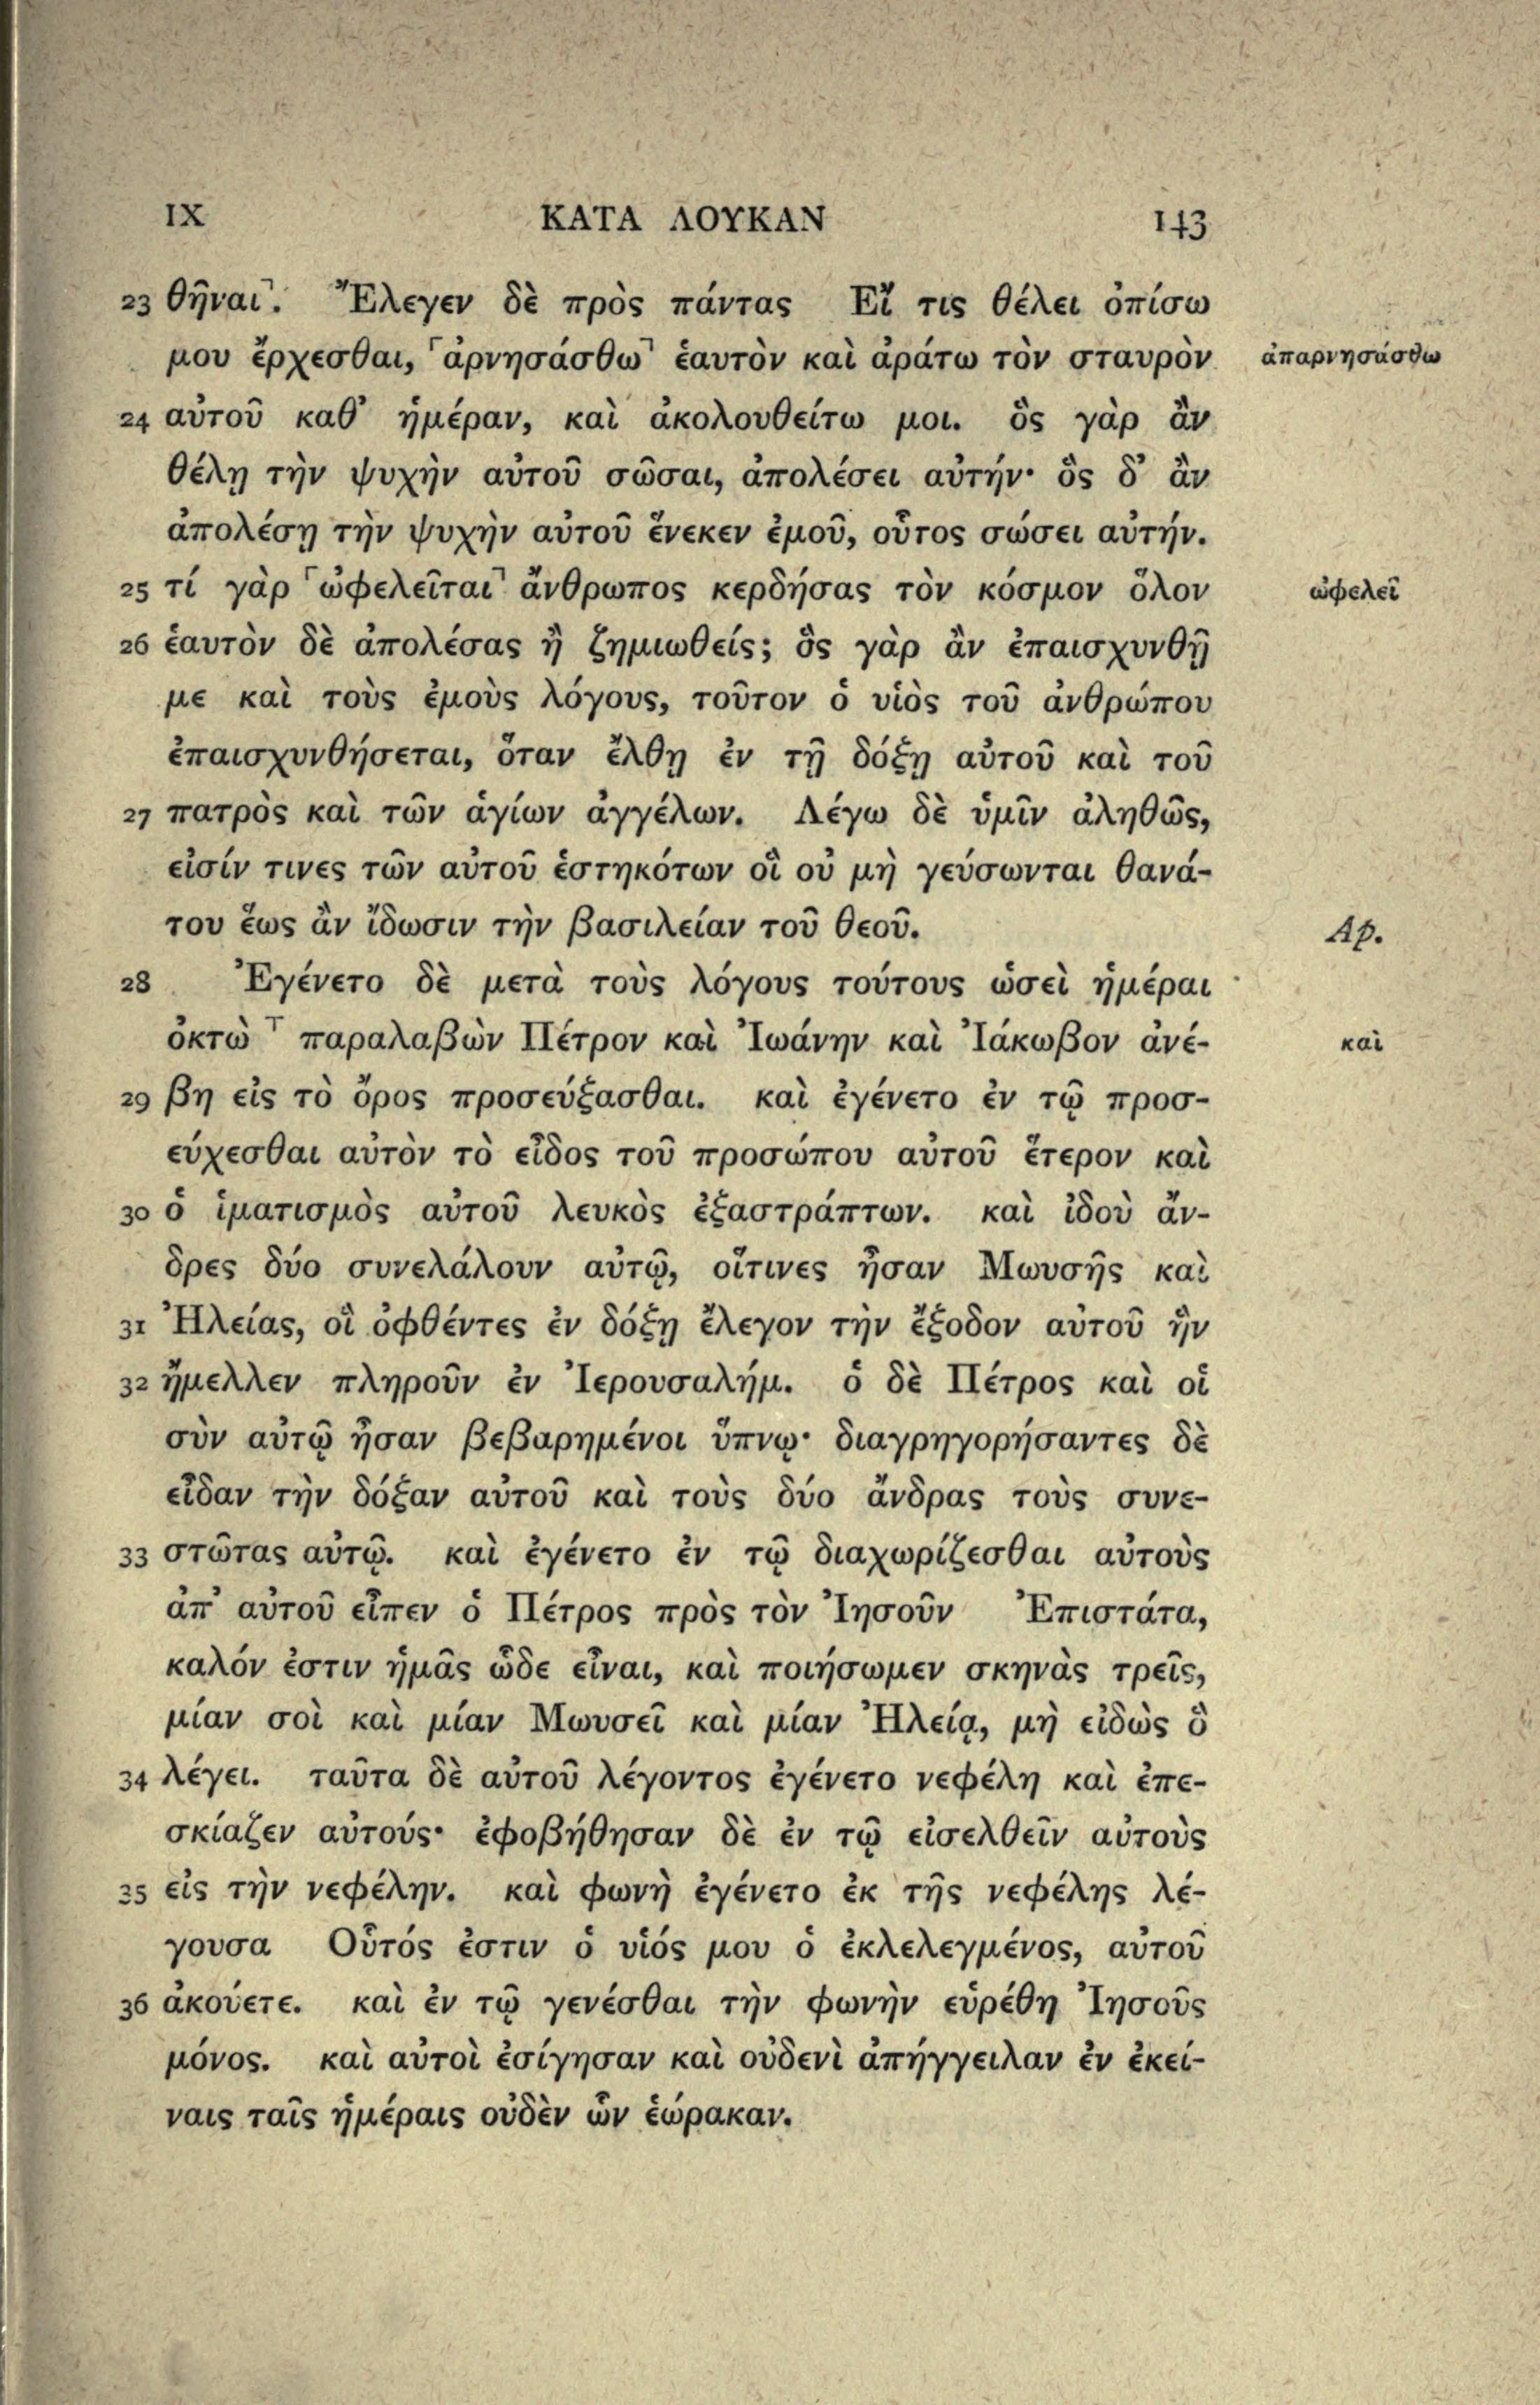 IX ΚΑΤΑ ΛΟΥΚΑΝ 143
23 θῆναι⌝. Ἔλεγεν δὲ πρὸς πάντας Εἴ τις θέλει ὀπίσω
μου ἔρχεσθαι, ⌜ἀρνησάσθω⌝ ἑαυτὸν καὶ ἀράτω τὸν σταυρὸν ἀπαρνησάσθω
24 αὐτοῦ καθ᾽ ἡμέραν, καὶ ἀκολουθείτω μοι. ὃς γὰρ ἂν
θέλῃ τὴν ψυχὴν αὐτοῦ σῶσαι, ἀπολέσει αὐτήν· ὃς δ᾽ ἂν
ἀπολέσῃ τὴν ψυχὴν αὐτοῦ ἕνεκεν ἐμοῦ, οὗτος σώσει αὐτήν.
25 τί γὰρ ⌜ὠφελεῖται⌝ ἄνθρωπος κερδήσας τὸν κόσμον ὅλον ὠφελεῖ
26 ἑαυτὸν δὲ ἀπολέσας ἢ ζημιωθείς; ὃς γὰρ ἂν ἐπαισχυνθῇ
με καὶ τοὺς ἐμοὺς λόγους, τοῦτον ὁ υἱὸς τοῦ ἀνθρώπου
ἐπαισχυνθήσεται, ὅταν ἔλθῃ ἐν τῇ δόξῃ αὐτοῦ καὶ τοῦ
27 πατρὸς καὶ τῶν ἁγίων ἀγγέλων. Λέγω δὲ ὑμῖν ἀληθῶς,
εἰσίν τινες τῶν αὐτοῦ ἑστηκότων οἳ οὐ μὴ γεύσωνται θανά-
του ἕως ἂν ἴδωσιν τὴν βασιλείαν τοῦ θεοῦ. Ap.
28 Ἐγένετο δὲ μετὰ τοὺς λόγους τούτους ὡσεὶ ἡμέραι
ὀκτὼ ⊤ παραλαβὼν Πέτρον καὶ Ἰωάνην καὶ Ἰάκωβον ἀνέ- καὶ
29 βη εἰς τὸ ὄρος προσεύξασθαι. καὶ ἐγένετο ἐν τῷ προσ-
εύχεσθαι αὐτὸν τὸ εἶδος τοῦ προσώπου αὐτοῦ ἕτερον καὶ
30 ὁ ἱματισμὸς αὐτοῦ λευκὸς ἐξαστράπτων. καὶ ἰδοὺ ἄν-
δρες δύο συνελάλουν αὐτῷ, οἵτινες ἦσαν Μωυσῆς καὶ
31 Ἠλείας, οἳ ὀφθέντες ἐν δόξῃ ἔλεγον τὴν ἔξοδον αὐτοῦ ἣν
32 ἤμελλεν πληροῦν ἐν Ἰερουσαλήμ. ὁ δὲ Πέτρος καὶ οἱ
σὺν αὐτῷ ἦσαν βεβαρημένοι ὕπνῳ· διαγρηγορήσαντες δὲ
εἶδαν τὴν δόξαν αὐτοῦ καὶ τοὺς δύο ἄνδρας τοὺς συνε-
33 στῶτας αὐτῷ. καὶ ἐγένετο ἐν τῷ διαχωρίζεσθαι αὐτοὺς
ἀπ᾽ αὐτοῦ εἶπεν ὁ Πέτρος πρὸς τὸν Ἰησοῦν Ἐπιστάτα,
καλόν ἐστιν ἡμᾶς ὧδε εἶναι, καὶ ποιήσωμεν σκηνὰς τρεῖς,
μίαν σοὶ καὶ μίαν Μωυσεῖ καὶ μίαν Ἠλείᾳ, μὴ εἰδὼς ὃ
34 λέγει. ταῦτα δὲ αὐτοῦ λέγοντος ἐγένετο νεφέλη καὶ ἐπε-
σκίαζεν αὐτούς· ἐφοβήθησαν δὲ ἐν τῷ εἰσελθεῖν αὐτοὺς
35 εἰς τὴν νεφέλην. καὶ φωνὴ ἐγένετο ἐκ τῆς νεφέλης λέ-
γουσα Οὗτός ἐστιν ὁ υἱός μου ὁ ἐκλελεγμένος, αὐτοῦ
36 ἀκούετε. καὶ ἐν τῷ γενέσθαι τὴν φωνὴν εὑρέθη Ἰησοῦς
μόνος. καὶ αὐτοὶ ἐσίγησαν καὶ οὐδενὶ ἀπήγγειλαν ἐν ἐκεί-
ναις ταῖς ἡμέραις οὐδὲν ὧν ἑώρακαν.